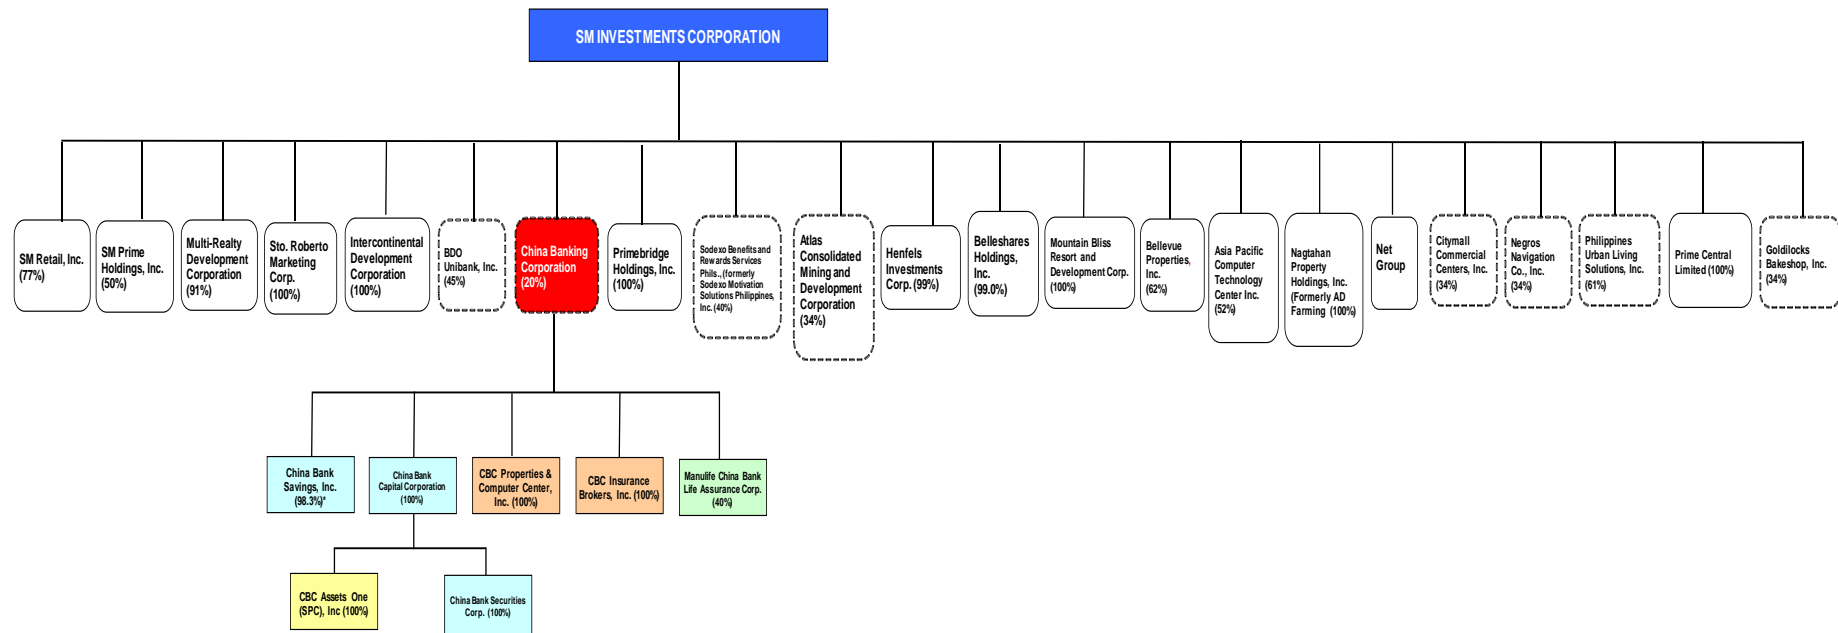 SM INVESTMENTS CORPORATION
SM Retail, Inc.
(77%)
SM Prime
Holdings, Inc.
(50%)
Multi-Realty
Development
Corporation
(91%)
Sto. Roberto
Marketing
Corp.
(100%)
Intercontinental
Development
Corporation
(100%)
BDO
Unibank, Inc.
(45%)
China Banking
Corporation
(20%)
Primebridge
Holdings, Inc.
(100%)
Sodexo Benefits and
Rewards Services
Phils., (formerly
Sodexo Motivation
Solutions Philippines,
Inc. (40%)
Atlas
Consolidated
Mining and
Development
Corporation
(34%)
Henfels
Investments
Corp. (99%)
Belleshares
Holdings,
Inc.
(99.0%)
Mountain Bliss
Resort and
Development Corp.
(100%)
Bellevue
Properties,
Inc.
(62%)
Asia Pacific
Computer
Technology
Center Inc.
(52%)
Nagtahan
Property
Holdings, Inc.
(Formerly AD
Farming (100%)
Net
Group
Citymall
Commercial
Centers, Inc.
(34%)
Negros
Navigation
Co., Inc.
(34%)
Philippines
Urban Living
Solutions, Inc.
(61%)
Prime Central
Limited (100%)
Goldilocks
Bakeshop, Inc.
(34%)
China Bank
Savings, Inc.
(98.3%)*
China Bank
Capital Corporation
(100%)
CBC Properties &
Computer Center,
Inc. (100%)
CBC Insurance
Brokers, Inc. (100%)
Manulife China Bank
Life Assurance Corp.
(40%)
CBC Assets One
(SPC), Inc (100%)
China Bank Securities
Corp. (100%)